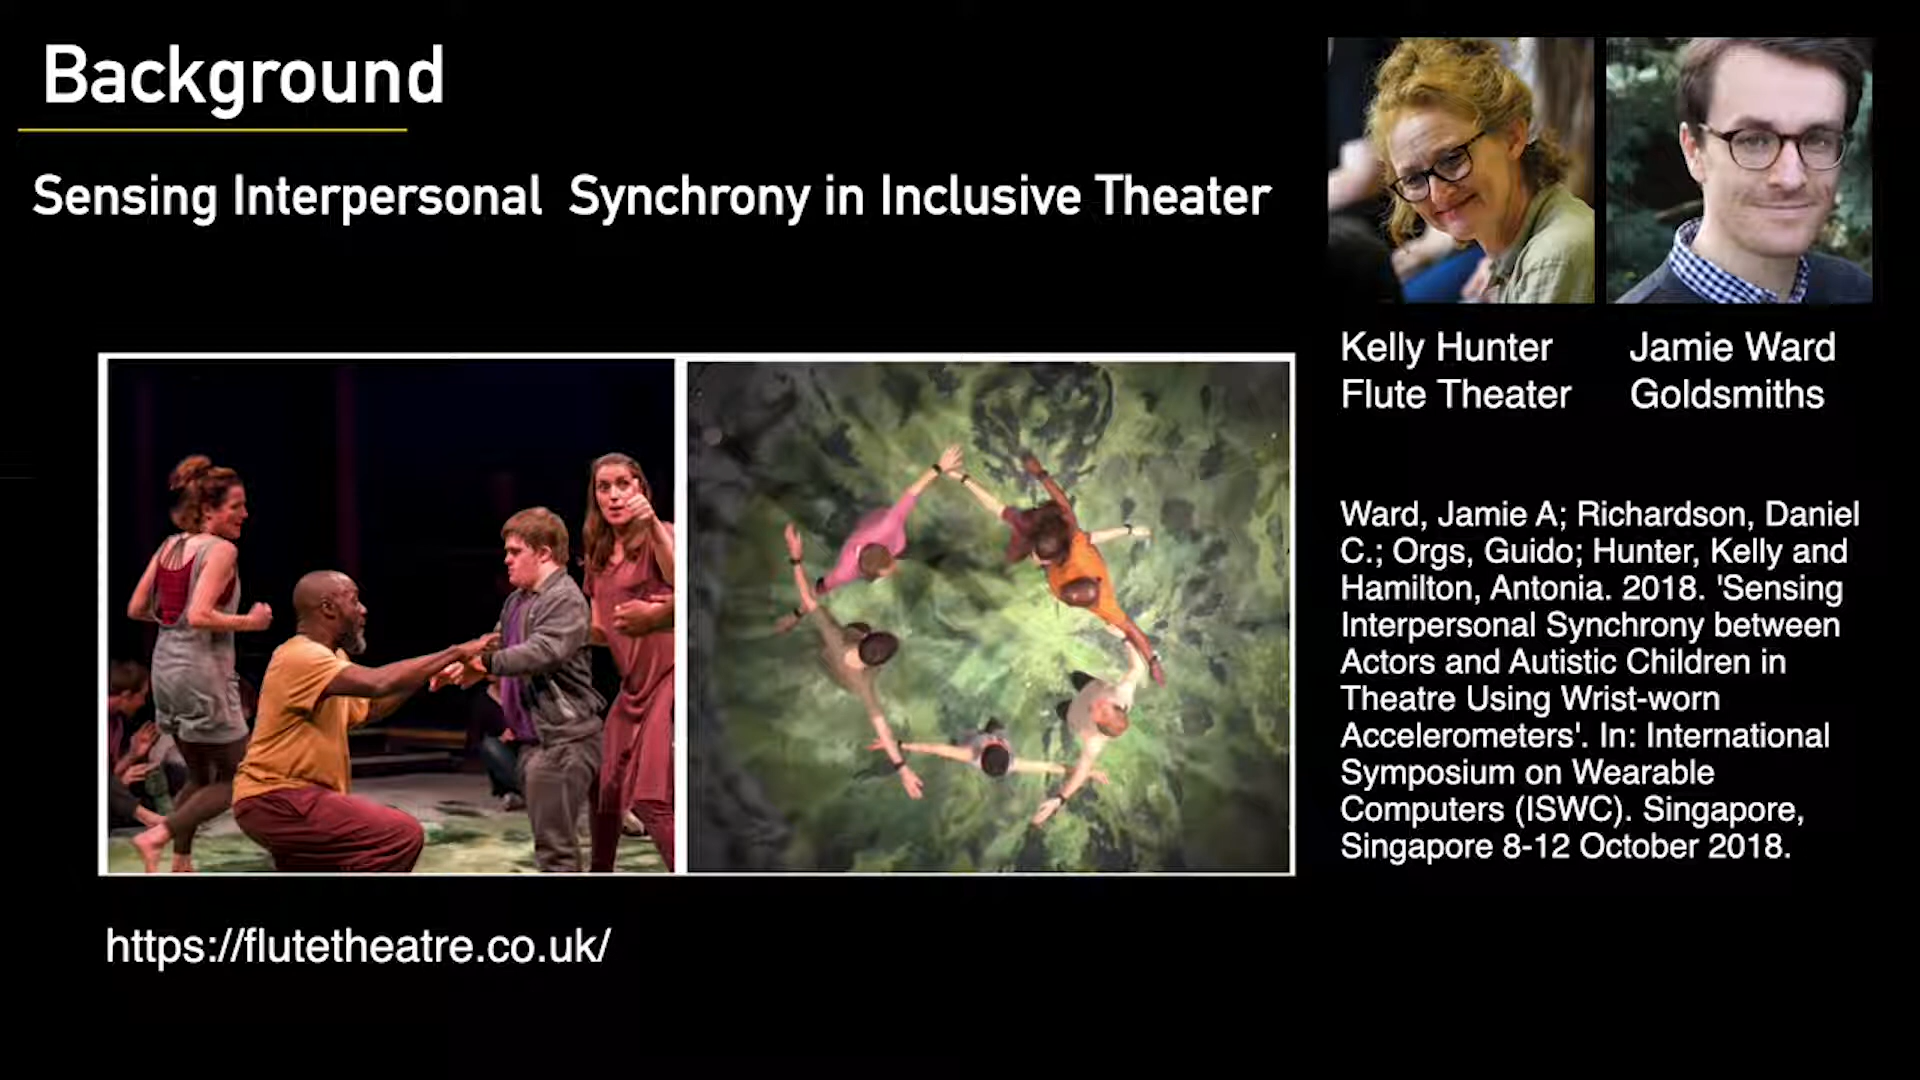 Background
Sensing Interpersonal Synchrony in Inclusive Theater
Kelly Hunter
Flute Theater
Jamie Ward
Goldsmiths
Ward, Jamie A; Richardson, Daniel
C.; Orgs, Guido; Hunter, Kelly and
Hamilton, Antonia. 2018. 'Sensing
Interpersonal Synchrony between
Actors and Autistic Children in
Theatre Using Wrist-worn
Accelerometers'. In: International
Symposium on Wearable
Computers (ISWC). Singapore,
Singapore 8-12 October 2018.
https://flutetheatre.co.uk/